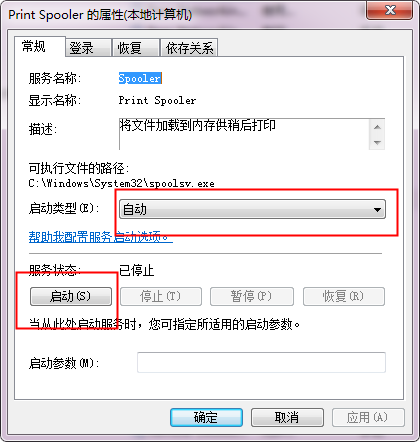 Print Spooler 的属性(本地计算机)
常规 登录 恢复 依存关系
服务名称: Spooler
显示名称: Print Spooler
描述: 将文件加载到内存供稍后打印
可执行文件的路径:
C:\Windows\System32\spoolsv.exe
启动类型(E): 自动
帮助我配置服务启动选项。
服务状态: 已停止
启动(S) 停止(T) 暂停(P) 恢复(R)
当从此处启动服务时，您可指定所适用的启动参数。
启动参数(M):
确定 取消 应用(A)